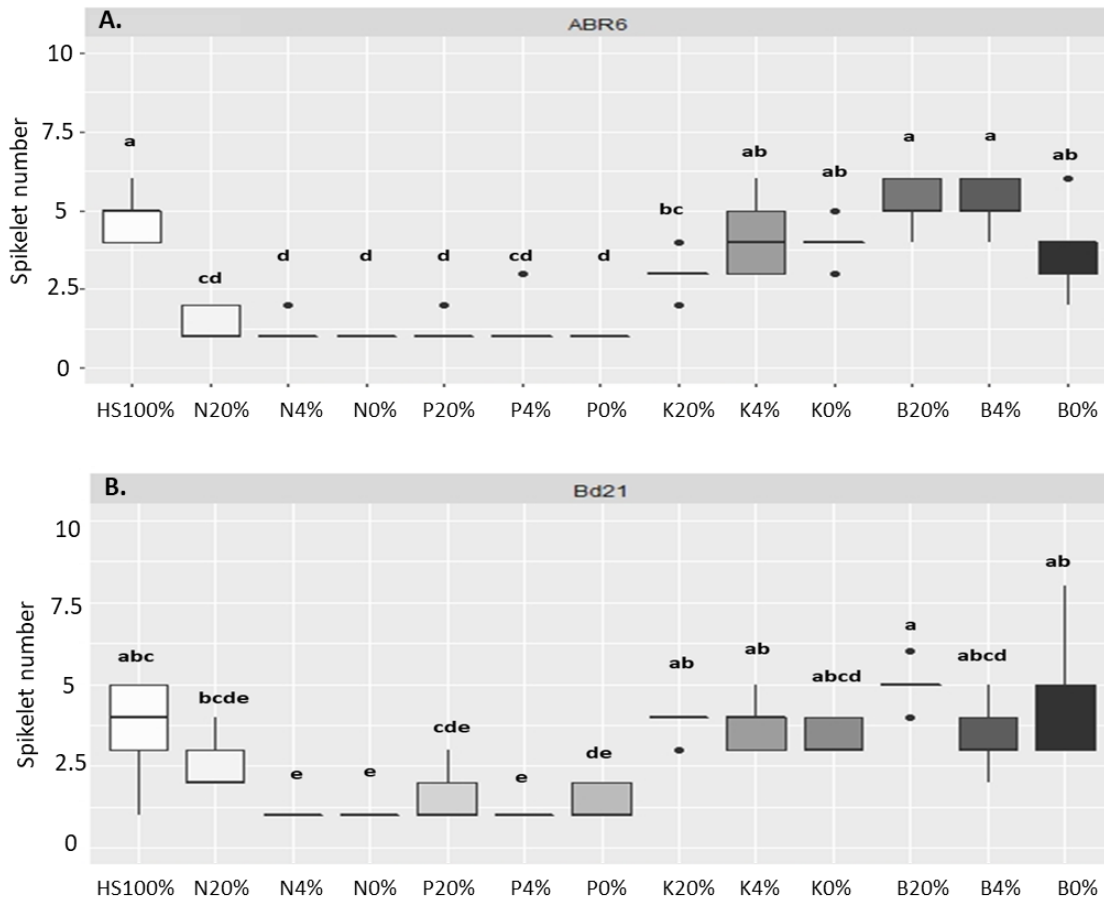 A.
ABR6
Spikelet number
10
7.5
5
2.5
0
a
cd
d
d
d
cd
d
bc
ab
ab
a
a
ab
HS100% N20% N4% N0% P20% P4% P0% K20% K4% K0% B20% B4% B0%
B.
Bd21
Spikelet number
10
7.5
5
2.5
0
abc
bcde
e
e
cde
e
de
ab
ab
abcd
a
abcd
ab
HS100% N20% N4% N0% P20% P4% P0% K20% K4% K0% B20% B4% B0%